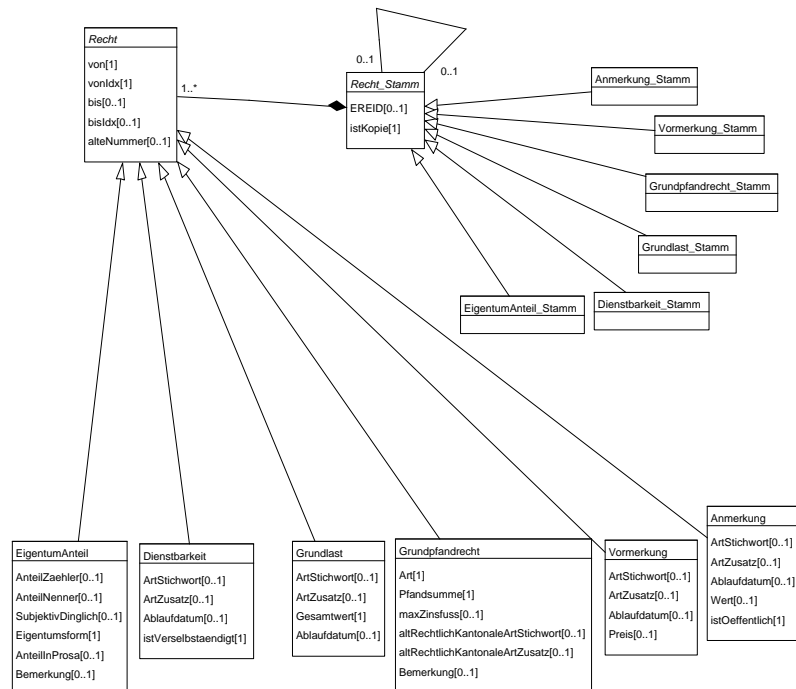 Recht
von[1]
vonIdx[1]
bis[0..1]
bisIdx[0..1]
alteNummer[0..1]
1..*
0..1
0..1
Recht_Stamm
EREID[0..1]
istKopie[1]
Anmerkung_Stamm
Vormerkung_Stamm
Grundpfandrecht_Stamm
Grundlast_Stamm
Dienstbarkeit_Stamm
EigentumAnteil_Stamm
EigentumAnteil
AnteilZaehler[0..1]
AnteilNenner[0..1]
SubjektivDinglich[0..1]
Eigentumsform[1]
AnteilInProsa[0..1]
Bemerkung[0..1]
Dienstbarkeit
ArtStichwort[0..1]
ArtZusatz[0..1]
Ablaufdatum[0..1]
istVerselbstaendigt[1]
Grundlast
ArtStichwort[0..1]
ArtZusatz[0..1]
Gesamtwert[1]
Ablaufdatum[0..1]
Grundpfandrecht
Art[1]
Pfandsumme[1]
maxZinsfuss[0..1]
altRechtlichKantonaleArtStichwort[0..1]
altRechtlichKantonaleArtZusatz[0..1]
Bemerkung[0..1]
Vormerkung
ArtStichwort[0..1]
ArtZusatz[0..1]
Ablaufdatum[0..1]
Preis[0..1]
Anmerkung
ArtStichwort[0..1]
ArtZusatz[0..1]
Ablaufdatum[0..1]
Wert[0..1]
istOeffentlich[1]